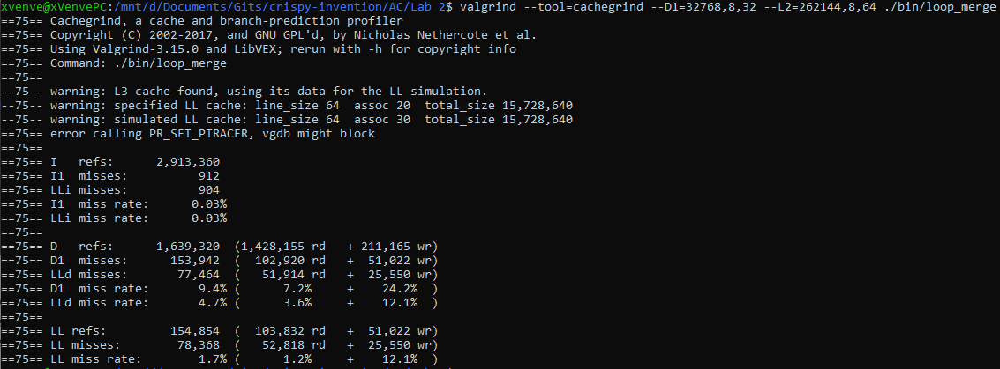 xvenve@xVenvePC:/mnt/d/Documents/Gits/crispy-invention/AC/Lab 2$ valgrind --tool=cachegrind --D1=32768,8,32 --L2=262144,8,64 ./bin/loop_merge
==75== Cachegrind, a cache and branch-prediction profiler
==75== Copyright (C) 2002-2017, and GNU GPL'd, by Nicholas Nethercote et al.
==75== Using Valgrind-3.15.0 and LibVEX; rerun with -h for copyright info
==75== Command: ./bin/loop_merge
==75==
--75-- warning: L3 cache found, using its data for the LL simulation.
--75-- warning: specified LL cache: line_size 64  assoc 20  total_size 15,728,640
--75-- warning: simulated LL cache: line_size 64  assoc 30  total_size 15,728,640
==75== error calling PR_SET_PTRACER, vgdb might block
==75==
==75== I   refs:      2,913,360
==75== I1  misses:          912
==75== LLi misses:          904
==75== I1  miss rate:      0.03%
==75== LLi miss rate:      0.03%
==75==
==75== D   refs:      1,639,320  (1,428,155 rd   + 211,165 wr)
==75== D1  misses:      153,942  (  102,920 rd   +  51,022 wr)
==75== LLd misses:       77,464  (   51,914 rd   +  25,550 wr)
==75== D1  miss rate:       9.4% (      7.2%     +    24.2%  )
==75== LLd miss rate:       4.7% (      3.6%     +    12.1%  )
==75==
==75== LL refs:         154,854  (  103,832 rd   +  51,022 wr)
==75== LL misses:        78,368  (   52,818 rd   +  25,550 wr)
==75== LL miss rate:        1.7% (      1.2%     +    12.1%  )